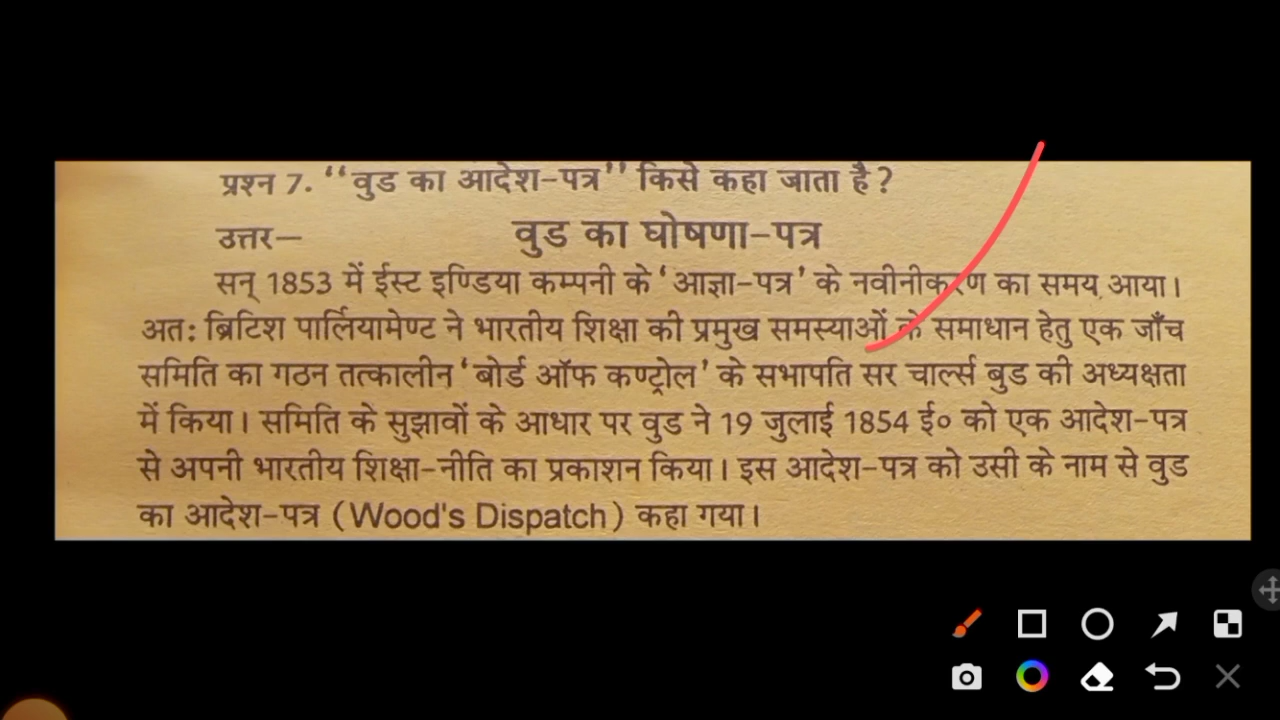 प्रश्न 7. ‘‘वुड का आदेश-पत्र’’ किसे कहा जाता है?
उत्तर— वुड का घोषणा-पत्र
सन् 1853 में ईस्ट इण्डिया कम्पनी के ‘आज्ञा-पत्र’ के नवीनीकरण का समय आया।
अतः ब्रिटिश पार्लियामेण्ट ने भारतीय शिक्षा की प्रमुख समस्याओं के समाधान हेतु एक जाँच
समिति का गठन तत्कालीन ‘बोर्ड ऑफ कण्ट्रोल’ के सभापति सर चार्ल्स बुड की अध्यक्षता
में किया। समिति के सुझावों के आधार पर वुड ने 19 जुलाई 1854 ई० को एक आदेश-पत्र
से अपनी भारतीय शिक्षा-नीति का प्रकाशन किया। इस आदेश-पत्र को उसी के नाम से वुड
का आदेश-पत्र (Wood's Dispatch) कहा गया।